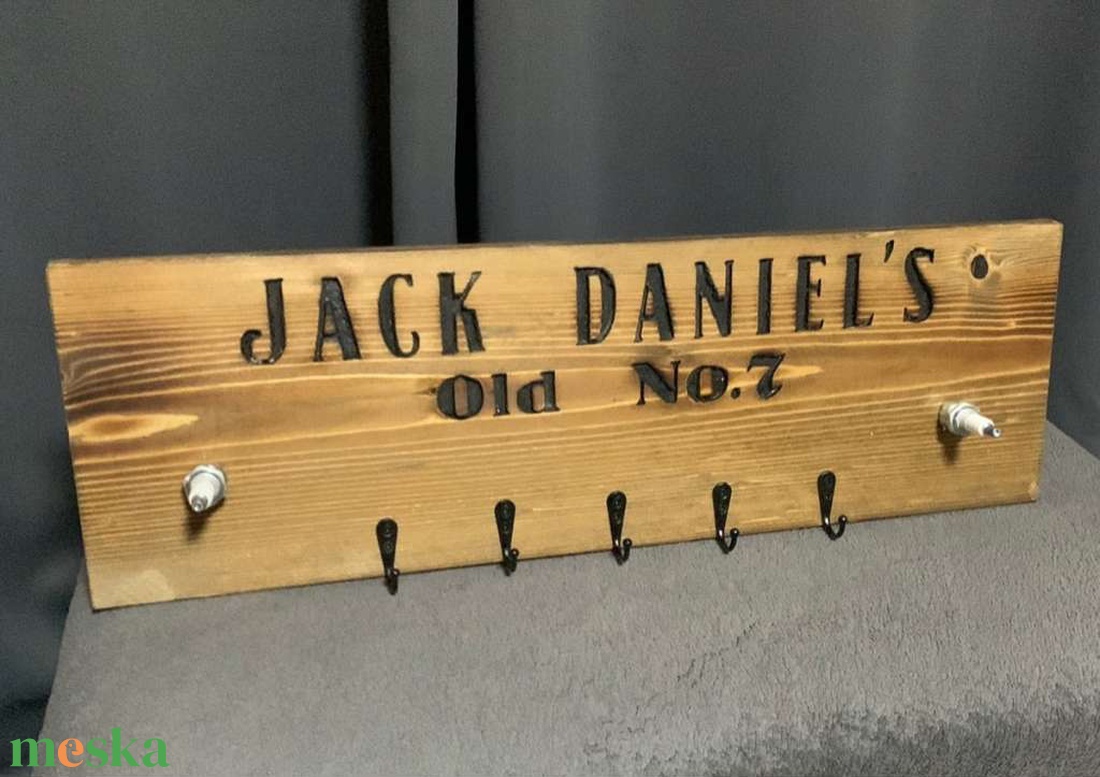 JACK DANIEL'S
Old No.7
meska